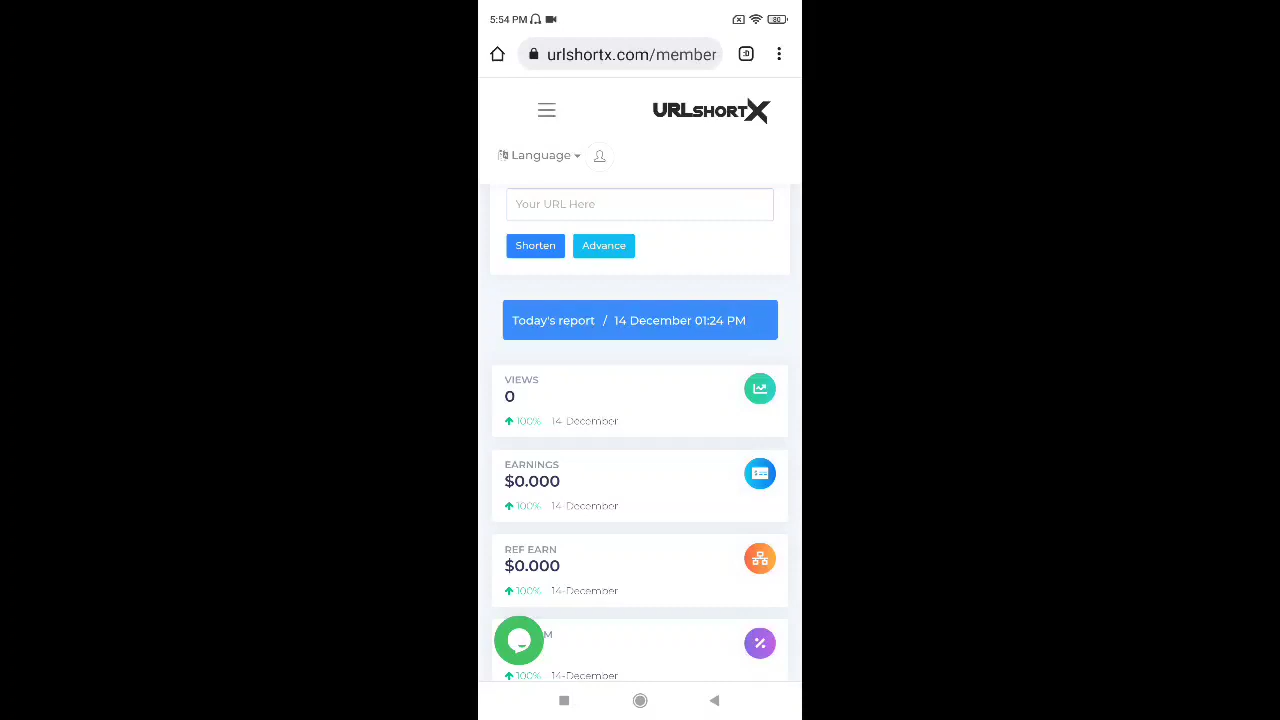 5:54 PM
80
urlshortx.com/member
:D
URLSHORTX
Language
Your URL Here
Shorten Advance
Today's report / 14 December 01:24 PM
VIEWS
0
100% 14-December
EARNINGS
$0.000
100% 14-December
REF EARN
$0.000
100% 14-December
M
100% 14-December